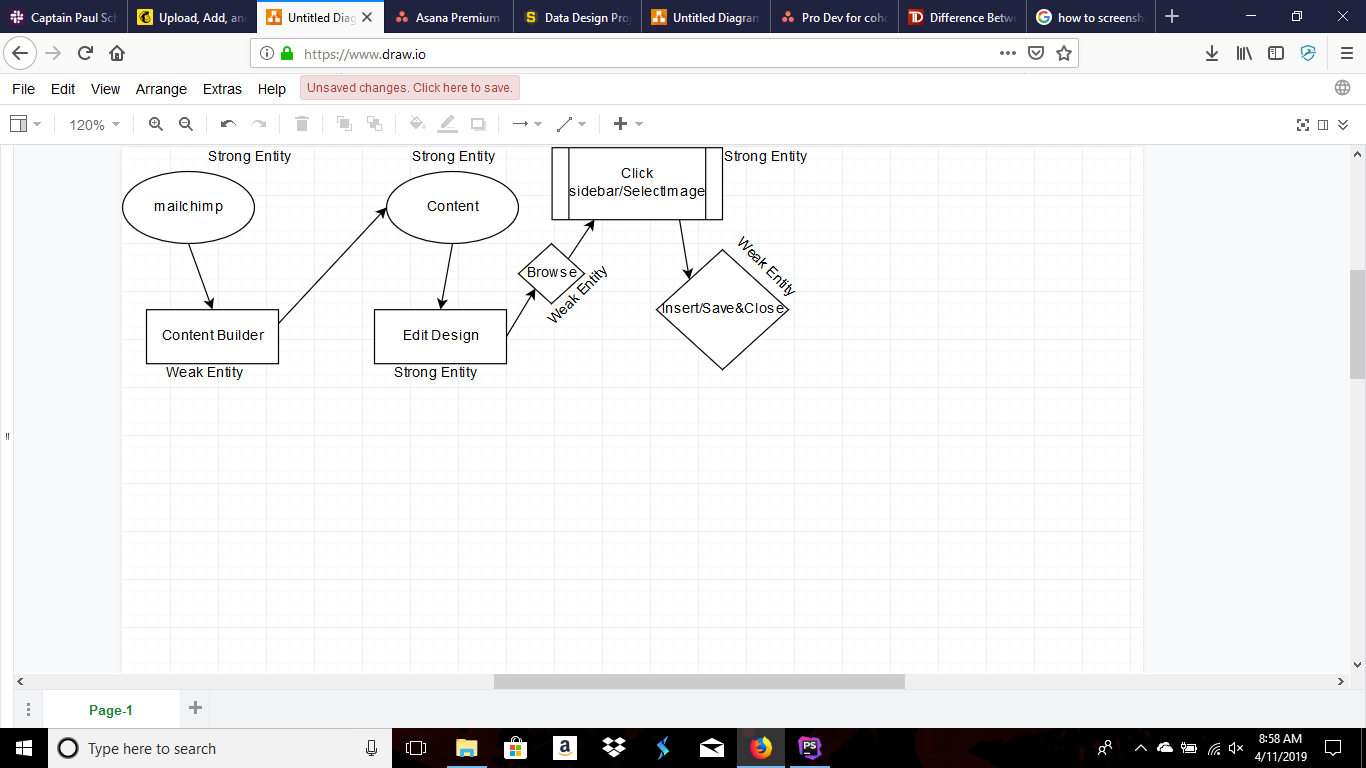 Captain Paul Sc
Upload, Add, an
Untitled Diag
Asana Premium
Data Design Pro
Untitled Diagram
Pro Dev for coho
Difference Betw
how to screensh
https://www.draw.io
File Edit View Arrange Extras Help Unsaved changes. Click here to save.
120%
Strong Entity
Strong Entity
Strong Entity
Click
sidebar/SelectImage
mailchimp
Content
Browse
Weak Entity
Weak Entity
Insert/Save&Close
Content Builder
Edit Design
Weak Entity
Strong Entity
Page-1
Type here to search
a
PS
8:58 AM
4/11/2019